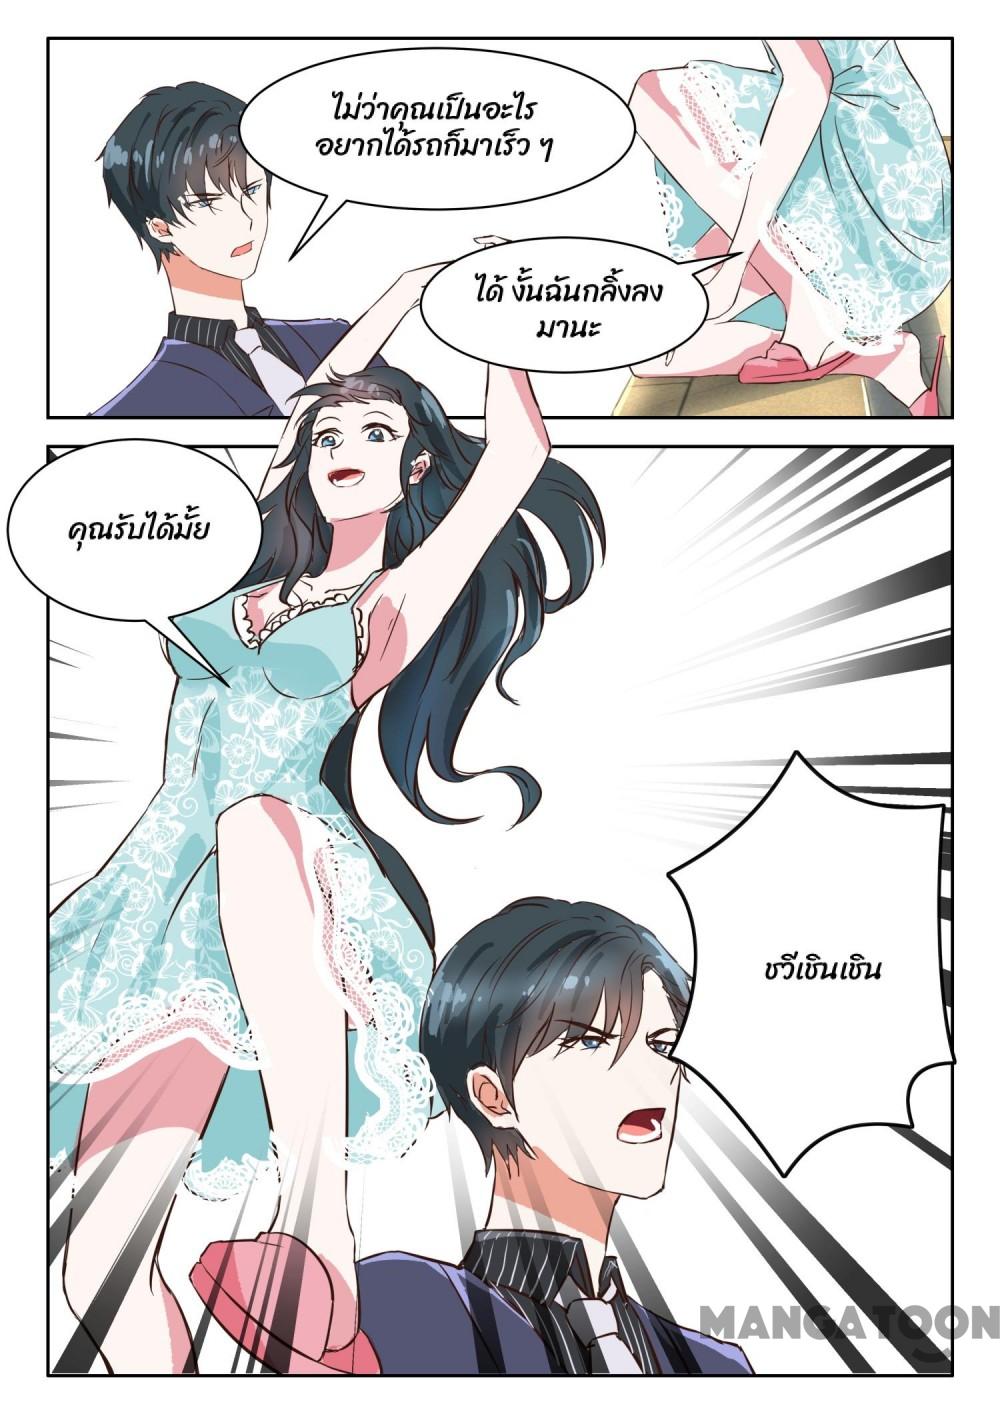 ไม่ว่าคุณเป็นอะไร
อยากได้รถก็มาเร็ว ๆ
ได้ งั้นฉันกลิ้งลง
มานะ
คุณรับได้มั้ย
ชวีเชินเชิน
MANGATOON